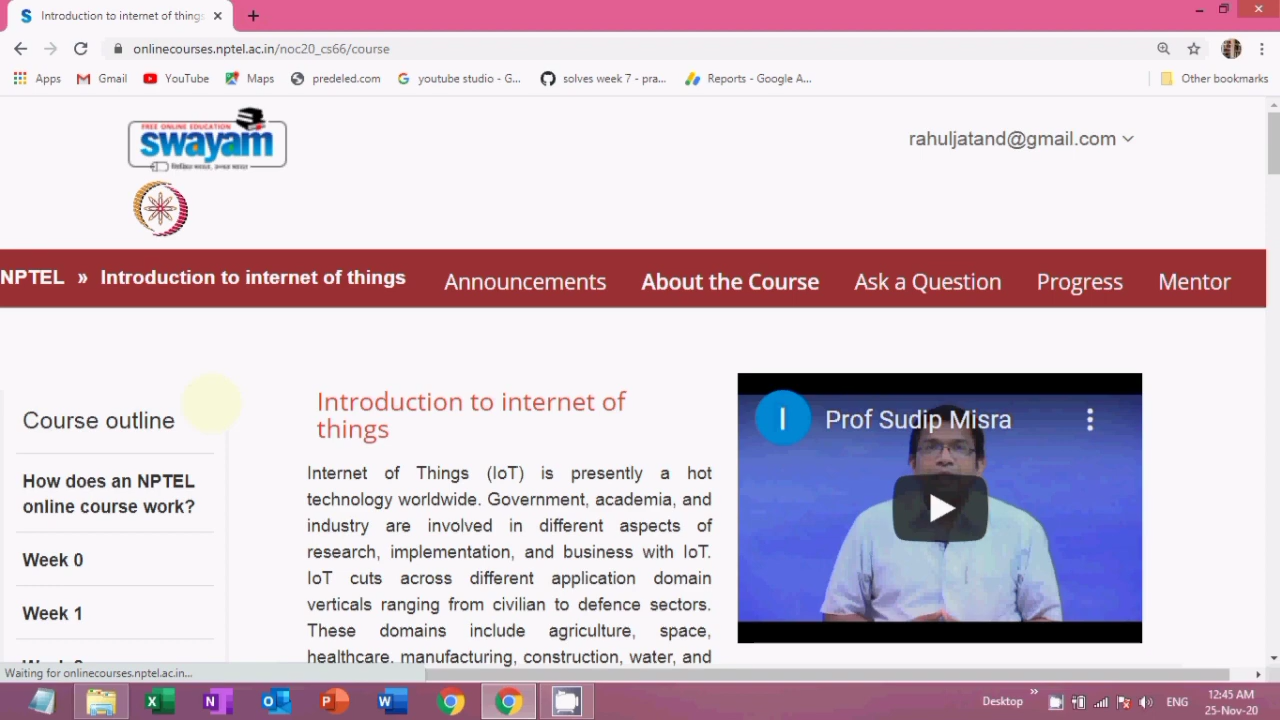 Introduction to internet of things
onlinecourses.nptel.ac.in/noc20_cs66/course
Apps Gmail YouTube Maps predeled.com youtube studio - G... solves week 7 - pra... Reports - Google A... Other bookmarks
FREE ONLINE EDUCATION
swayam
rahuljatand@gmail.com
NPTEL » Introduction to internet of things Announcements About the Course Ask a Question Progress Mentor
Course outline
How does an NPTEL
online course work?
Week 0
Week 1
Introduction to internet of
things
Internet of Things (IoT) is presently a hot
technology worldwide. Government, academia, and
industry are involved in different aspects of
research, implementation, and business with IoT.
IoT cuts across different application domain
verticals ranging from civilian to defence sectors.
These domains include agriculture, space,
healthcare, manufacturing, construction, water, and
I Prof Sudip Misra
Waiting for onlinecourses.nptel.ac.in...
Desktop ENG 12:45 AM
25-Nov-20